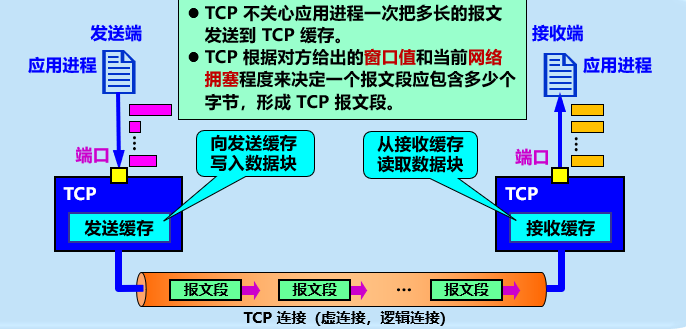 ● TCP 不关心应用进程一次把多长的报文
发送到 TCP 缓存。
● TCP 根据对方给出的窗口值和当前网络
拥塞程度来决定一个报文段应包含多少个
字节，形成 TCP 报文段。
发送端
应用进程
接收端
应用进程
端口
向发送缓存
写入数据块
从接收缓存
读取数据块
端口
TCP
发送缓存
TCP
接收缓存
报文段
报文段
…
报文段
TCP 连接（虚连接，逻辑连接）